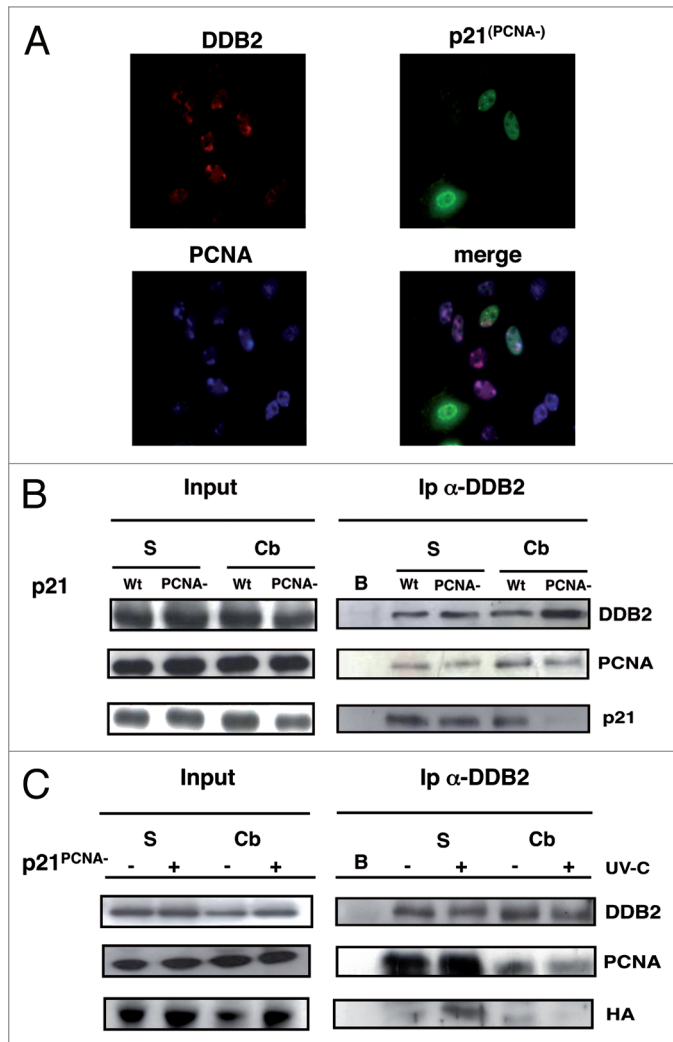 A
DDB2 p21(PCNA-)
PCNA merge
B
Input Ip α-DDB2
S Cb S Cb
p21 Wt PCNA- Wt PCNA- B Wt PCNA- Wt PCNA-
DDB2
PCNA
p21
C
Input Ip α-DDB2
S Cb S Cb
p21PCNA- - + - + B - + - + UV-C
DDB2
PCNA
HA